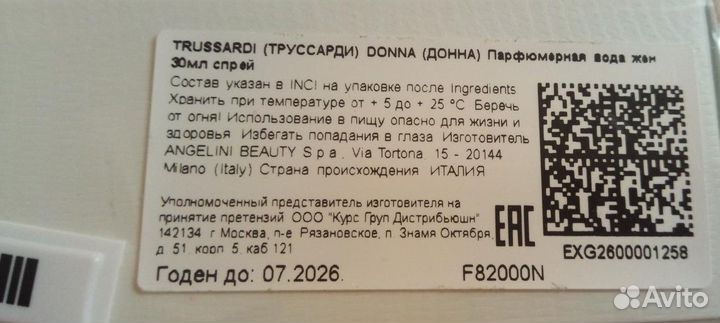 TRUSSARDI (ТРУССАРДИ) DONNA (ДОННА) Парфюмерная вода жен
30мл спрей
Состав указан в INCI на упаковке после Ingredients
Хранить при температуре от + 5 до + 25 °C Беречь
от огня! Использование в пищу опасно для жизни и
здоровья Избегать попадания в глаза Изготовитель
ANGELINI BEAUTY S p a , Via Tortona 15 - 20144
Milano (Italy) Страна происхождения ИТАЛИЯ
Уполномоченный представитель изготовителя на
принятие претензий ООО "Курс Груп Дистрибьюшн"
142134 г Москва, п-е Рязановское, п. Знамя Октября,
д. 51, корп 5, каб 121
EAC
EXG2600001258
Годен до: 07.2026.
F82000N
Avito